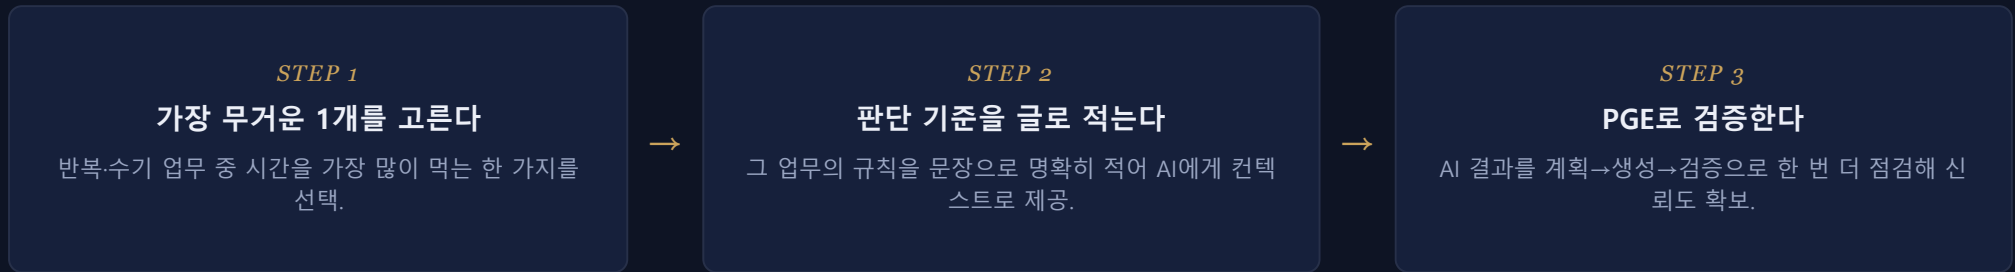 STEP 1
가장 무거운 1개를 고른다
반복·수기 업무 중 시간을 가장 많이 먹는 한 가지를
선택.
→
STEP 2
판단 기준을 글로 적는다
그 업무의 규칙을 문장으로 명확히 적어 AI에게 컨텍
스트로 제공.
→
STEP 3
PGE로 검증한다
AI 결과를 계획→생성→검증으로 한 번 더 점검해 신
뢰도 확보.